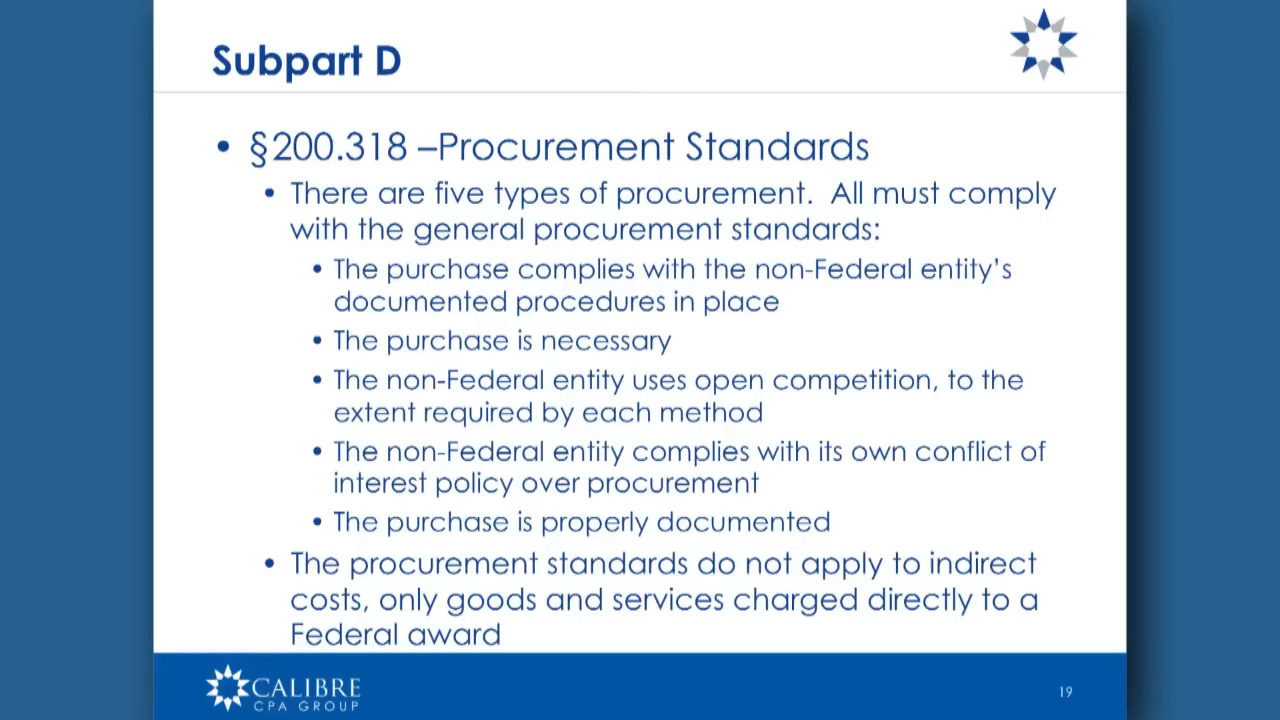 Subpart D
• §200.318 –Procurement Standards
• There are five types of procurement.  All must comply
with the general procurement standards:
• The purchase complies with the non-Federal entity's
documented procedures in place
• The purchase is necessary
• The non-Federal entity uses open competition, to the
extent required by each method
• The non-Federal entity complies with its own conflict of
interest policy over procurement
• The purchase is properly documented
• The procurement standards do not apply to indirect
costs, only goods and services charged directly to a
Federal award
CALIBRE
CPA GROUP
19